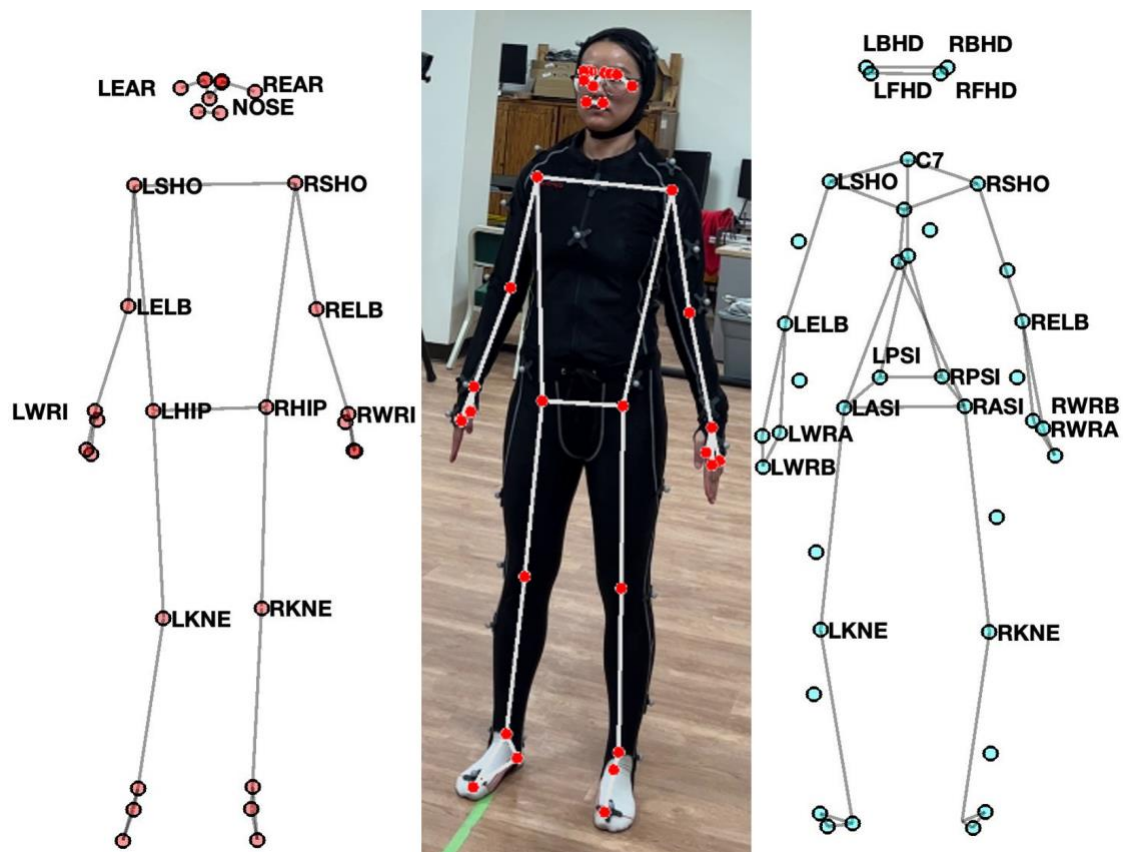 LEAR
REAR
NOSE
LSHO
RSHO
LELB
RELB
LWRI
LHIP
RHIP
RWRI
LKNE
RKNE
LBHD
RBHD
LFHD
RFHD
C7
LSHO
RSHO
LELB
RELB
LPSI
RPSI
LASI
RASI
RWRB
RWRA
LWRA
LWRB
LKNE
RKNE